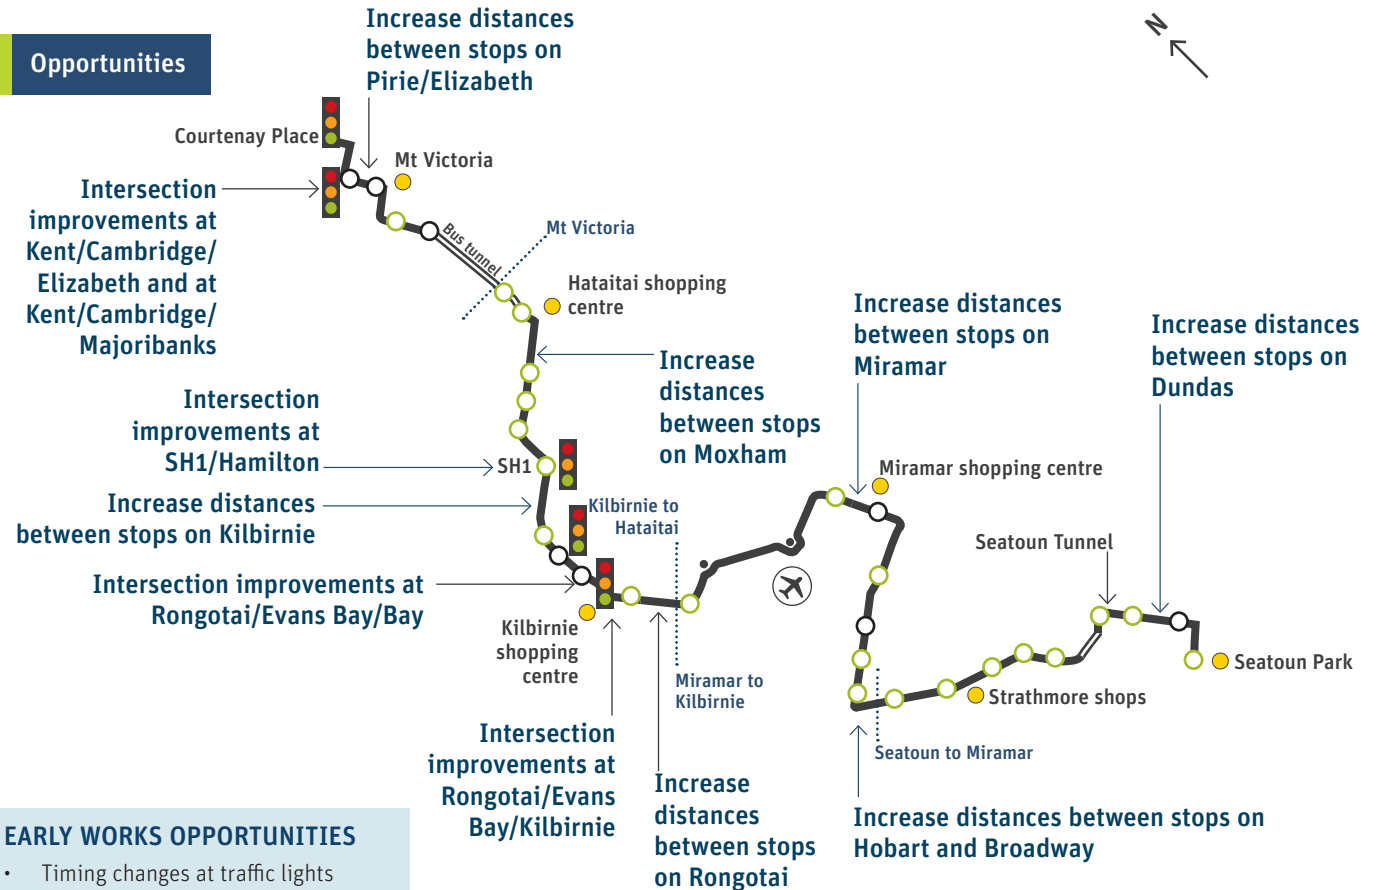 Opportunities
N
Increase distances
between stops on
Pirie/Elizabeth
Courtenay Place
Mt Victoria
Intersection
improvements at
Kent/Cambridge/
Elizabeth and at
Kent/Cambridge/
Majoribanks
Bus tunnel
Mt Victoria
Hataitai shopping
centre
Increase
distances
between stops
on Moxham
Increase distances
between stops on
Miramar
Increase distances
between stops on
Dundas
Intersection
improvements at
SH1/Hamilton
SH1
Increase distances
between stops on Kilbirnie
Kilbirnie to
Hataitai
Miramar shopping centre
Seatoun Tunnel
Intersection improvements at
Rongotai/Evans Bay/Bay
Kilbirnie
shopping
centre
Miramar to
Kilbirnie
Seatoun Park
Strathmore shops
Seatoun to Miramar
Intersection
improvements at
Rongotai/Evans
Bay/Kilbirnie
Increase
distances
between stops
on Rongotai
Increase distances between stops on
Hobart and Broadway
EARLY WORKS OPPORTUNITIES
• Timing changes at traffic lights